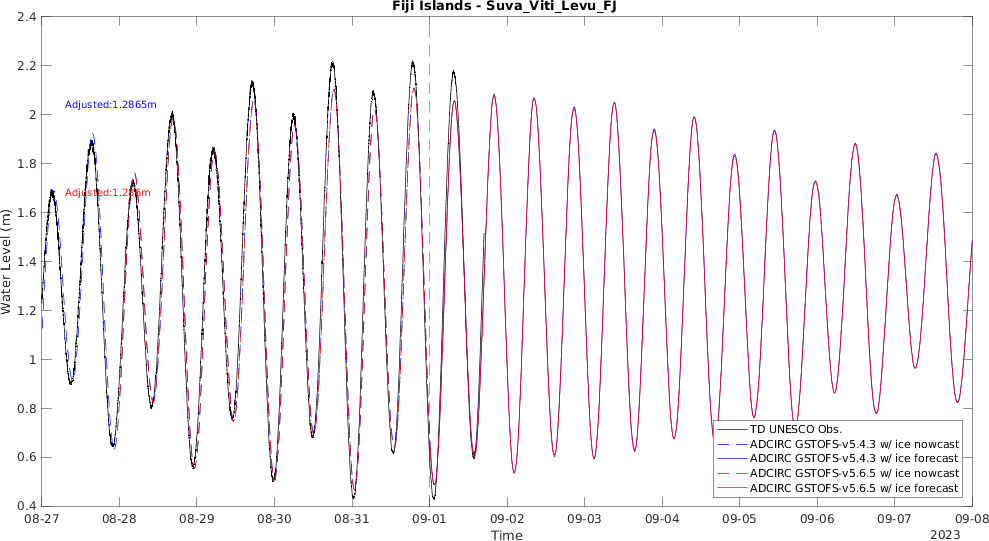 Fiji Islands - Suva_Viti_Levu_FJ
2.4
2.2
2
1.8
1.6
1.4
1.2
1
0.8
0.6
0.4
Water Level (m)
Adjusted:1.2865m
Adjusted:1.286m
TD UNESCO Obs.
ADCIRC GSTOFS-v5.4.3 w/ ice nowcast
ADCIRC GSTOFS-v5.4.3 w/ ice forecast
ADCIRC GSTOFS-v5.6.5 w/ ice nowcast
ADCIRC GSTOFS-v5.6.5 w/ ice forecast
08-27 08-28 08-29 08-30 08-31 09-01 09-02 09-03 09-04 09-05 09-06 09-07 09-08
Time
2023